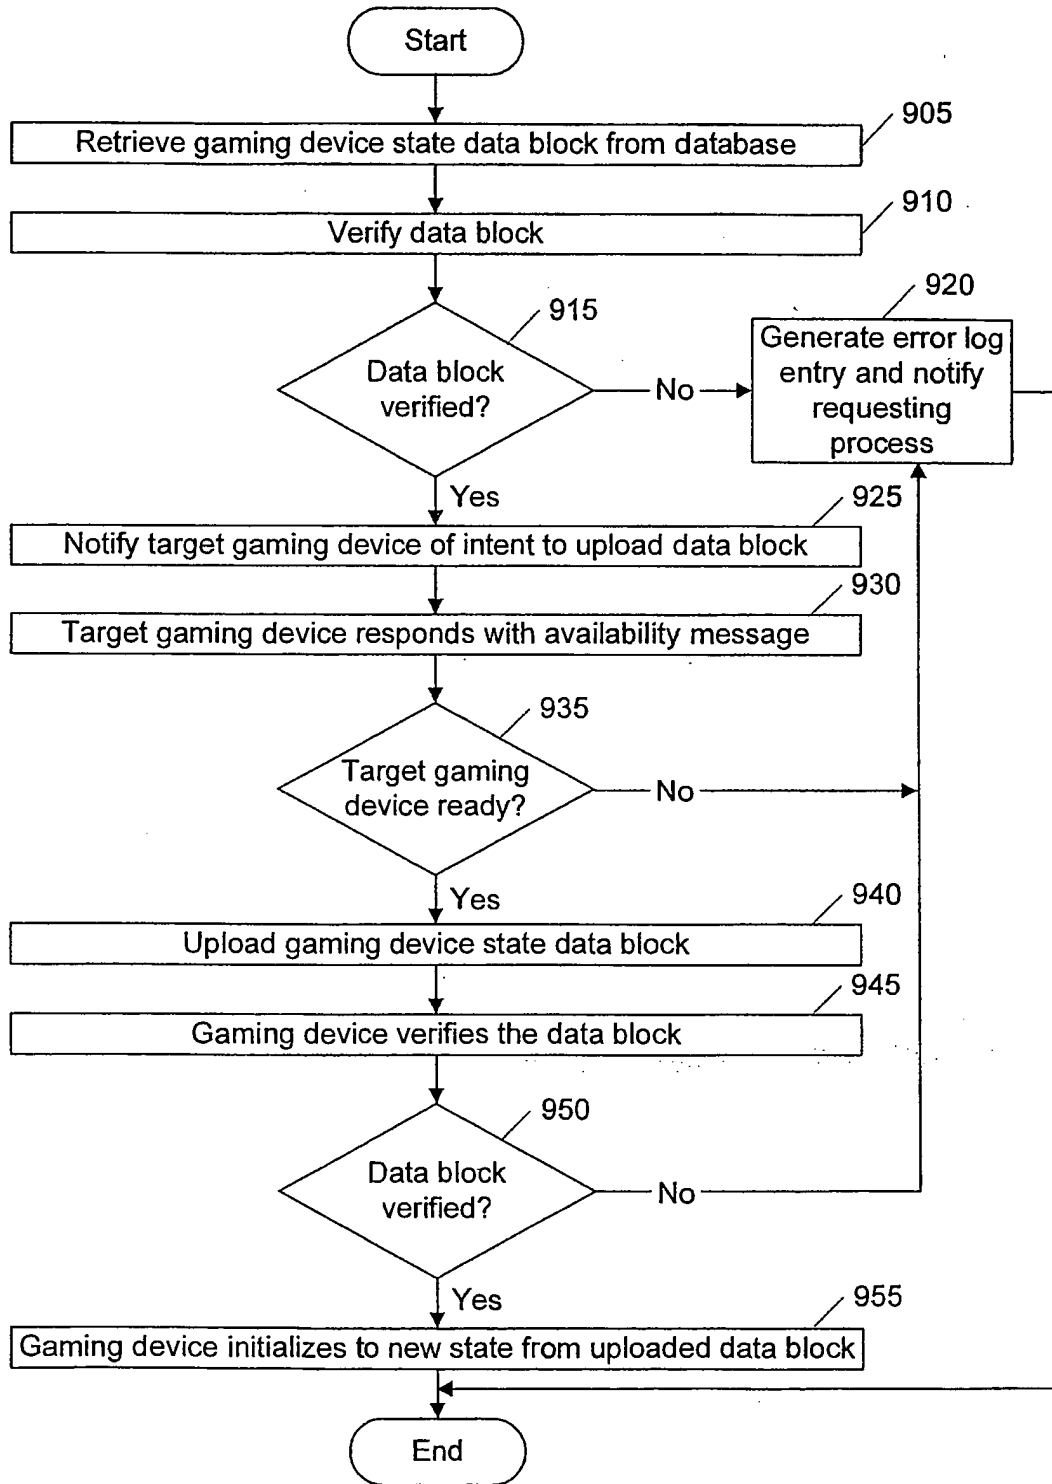 Start
905
Retrieve gaming device state data block from database
910
Verify data block
915
920
Data block
verified?
No
Generate error log
entry and notify
requesting
process
Yes
925
Notify target gaming device of intent to upload data block
930
Target gaming device responds with availability message
935
Target gaming
device ready?
No
Yes
940
Upload gaming device state data block
945
Gaming device verifies the data block
950
Data block
verified?
No
Yes
955
Gaming device initializes to new state from uploaded data block
End